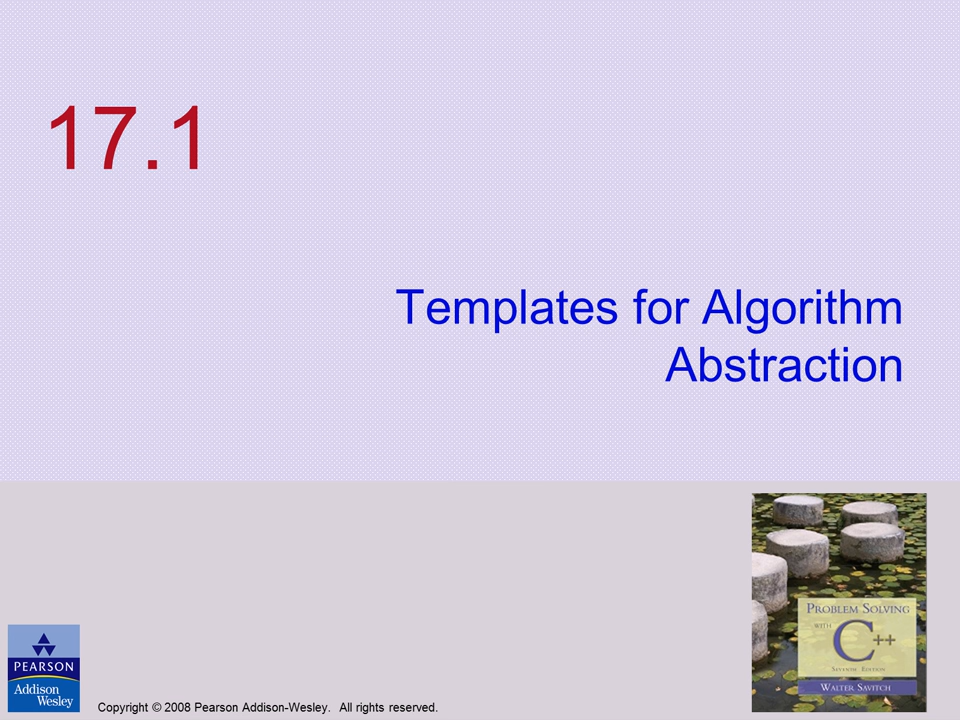 17.1
Templates for Algorithm
Abstraction
PROBLEM SOLVING
WITH
C++
SEVENTH EDITION
WALTER SAVITCH
PEARSON
Addison
Wesley
Copyright © 2008 Pearson Addison-Wesley. All rights reserved.